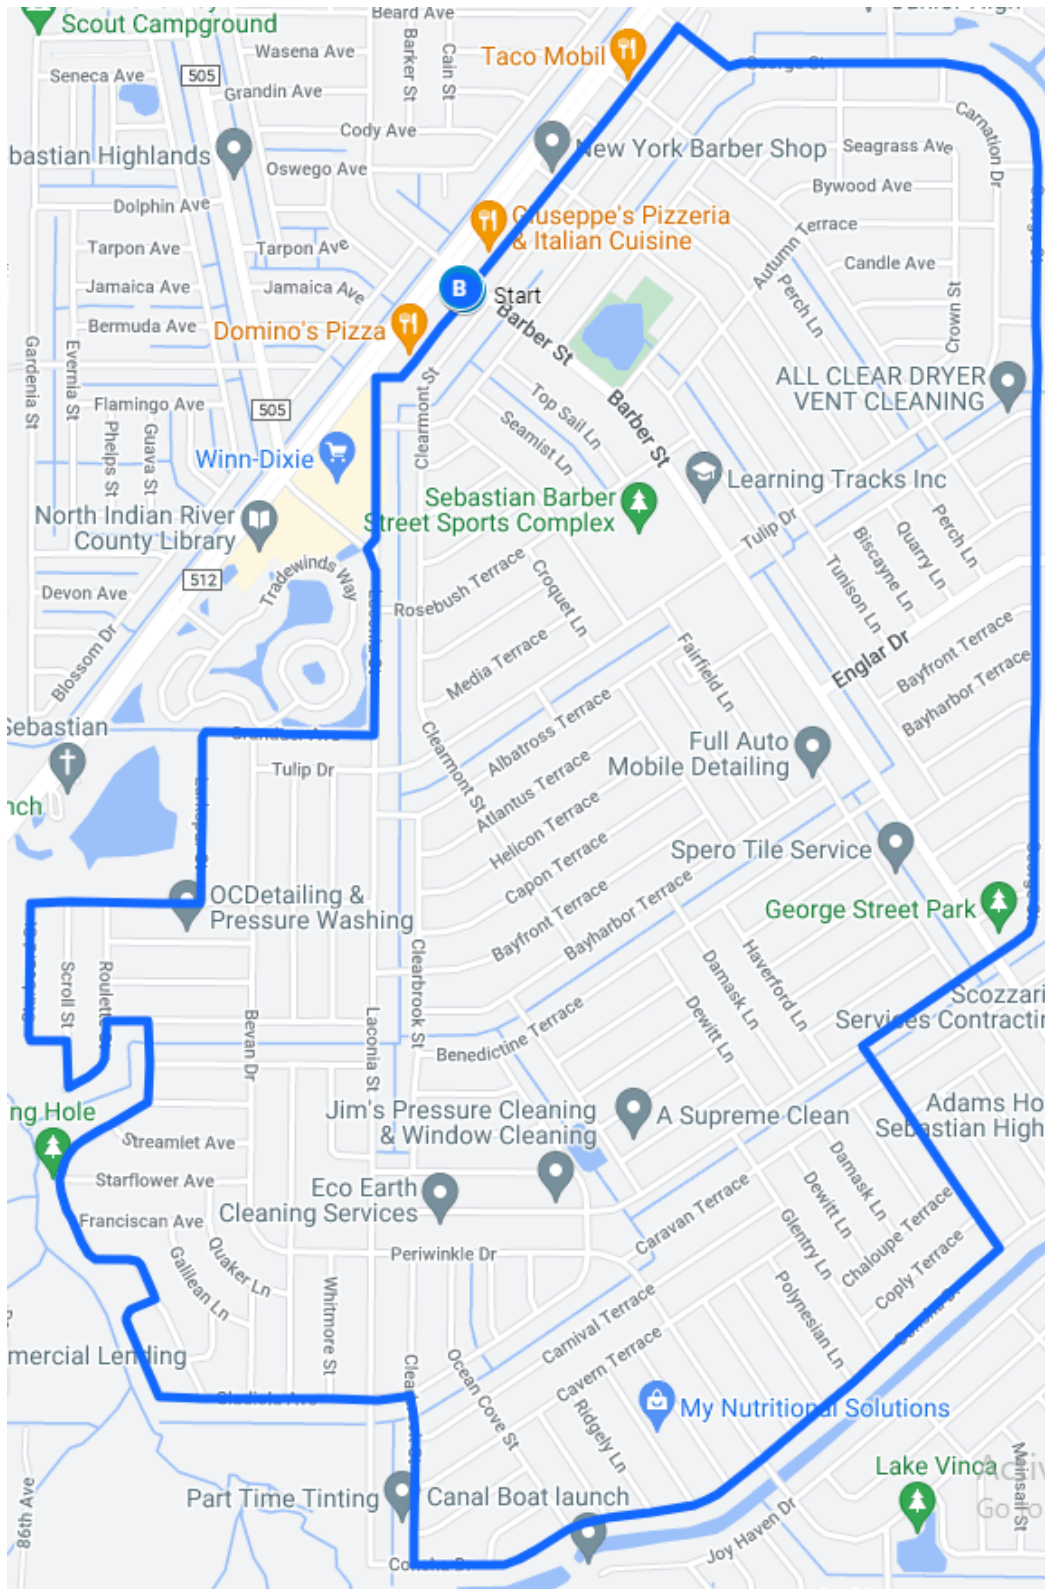 Scout Campground
Beard Ave
Wasena Ave
Barker St
Cain St
Taco Mobil
George St
Seneca Ave
505
Grandin Ave
Carnation Dr
Cody Ave
New York Barber Shop
Seagrass Ave
bastian Highlands
Oswego Ave
Bywood Ave
Dolphin Ave
Giuseppe's Pizzeria
& Italian Cuisine
Autumn Terrace
Tarpon Ave
Tarpon Ave
Candle Ave
Jamaica Ave
Jamaica Ave
B
Start
Perch Ln
Bermuda Ave
Domino's Pizza
Barber St
Crown St
Gardenia St
Evernia St
Clearmont St
ALL CLEAR DRYER
VENT CLEANING
Flamingo Ave
505
Top Sail Ln
Barber St
Phelps St
Guava St
Seamist Ln
Winn-Dixie
Learning Tracks Inc
Sebastian Barber
Street Sports Complex
North Indian River
County Library
Tulip Dr
Perch Ln
Quarry Ln
Biscayne Ln
Tunison Ln
512
Devon Ave
Tradewinds Way
Rosebush Terrace
Croquet Ln
Laconia St
Blossom Dr
Media Terrace
Fairfield Ln
Englar Dr
Bayfront Terrace
Bayharbor Terrace
Sebastian
Albatross Terrace
Clearmont St
Full Auto
Mobile Detailing
Tulip Dr
Atlantus Terrace
nch
Helicon Terrace
Spero Tile Service
Capon Terrace
OCDetailing &
Pressure Washing
George Street Park
Bayfront Terrace
Bayharbor Terrace
Haverford Ln
Damask Ln
Scroll St
Clearbrook St
Scozzari
Services Contractin
Dewitt Ln
Laconia St
Bevan Dr
Benedictine Terrace
ng Hole
Jim's Pressure Cleaning
& Window Cleaning
A Supreme Clean
Adams Ho
Sebastian High
Streamlet Ave
Damask Ln
Starflower Ave
Eco Earth
Cleaning Services
Dewitt Ln
Caravan Terrace
Franciscan Ave
Glentry Ln
Chaloupe Terrace
Quaker Ln
Periwinkle Dr
Coply Terrace
Galilean Ln
Whitmore St
Polynesian Ln
Carnival Terrace
mercial Lending
Ocean Cove St
Cavern Terrace
Ridgely Ln
My Nutritional Solutions
Lake Vinca
86th Ave
Part Time Tinting
Canal Boat launch
Mainsail St
Joy Haven Dr
Concha Dr